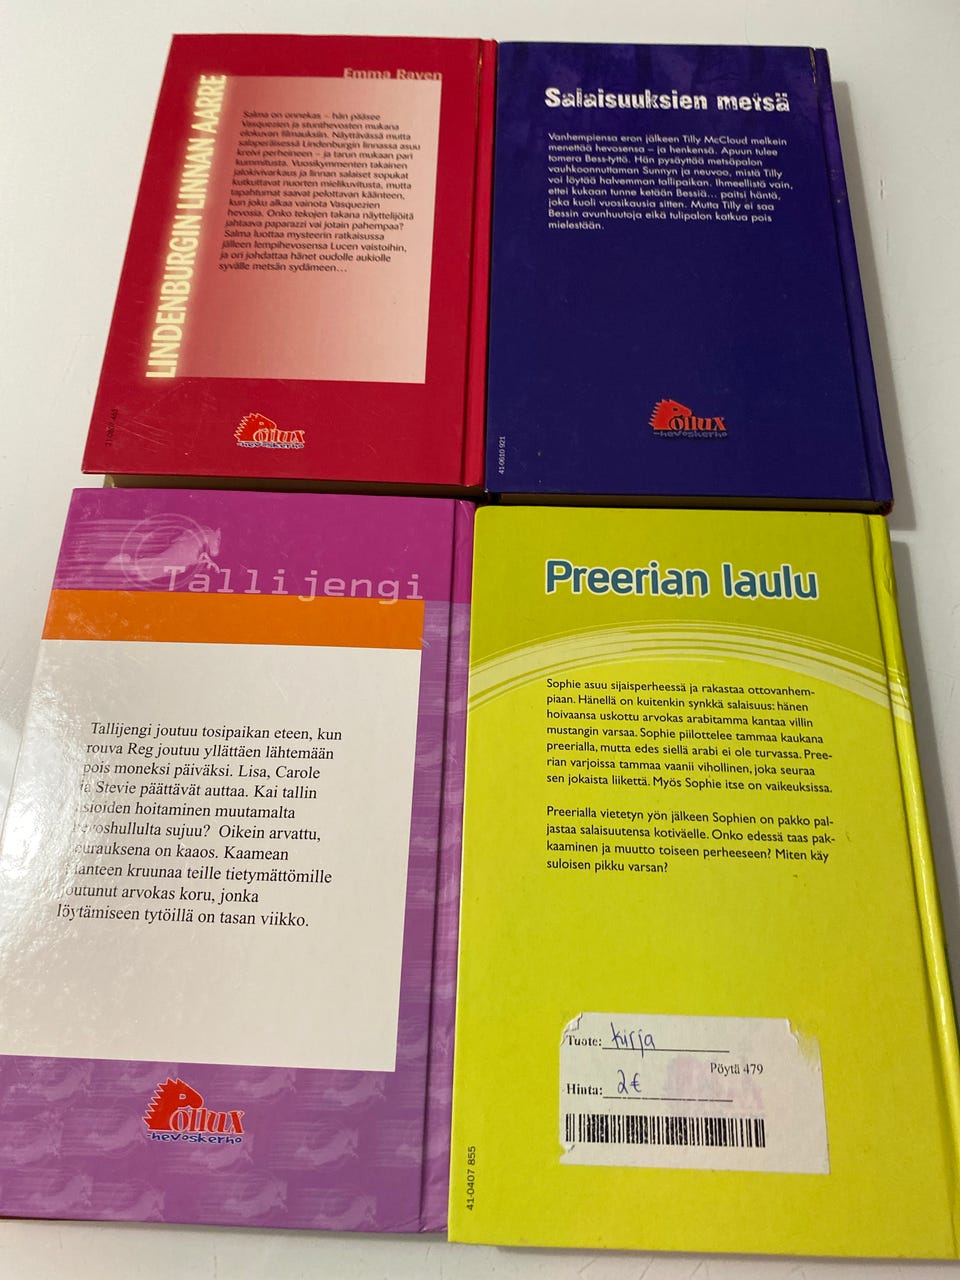 LINDENBURGIN LINNAN AARRE
Emma Raven
Salma on onnekas – hän pääsee
Vasquezien ja stunthevosten mukana
elokuvan filmauksiin. Näyttävässä mutta
salaperäisessä Lindenburgin linnassa asuu
kreivi perheineen – ja tarun mukaan pari
kummitusta. Vuosikymmenten takainen
jalokivivarkaus ja linnan salaiset sopukat
kutkuttavat nuorten mielikuvitusta, mutta
tapahtumat saavat pelottavan käänteen,
kun joku alkaa vainota Vasquezien
hevosia. Onko tekojen takana näyttelijöitä
jahtaava paparazzi vai jotain pahempaa?
Salma luottaa mysteerin ratkaisussa
jälleen lempihevosensa Lucen vaistoihin,
ja ori johdattaa hänet oudolle aukiolle
syvälle metsän sydämeen...
Pollux
-hevoskerho
Salaisuuksien metsä
Vanhempiensa eron jälkeen Tilly McCloud melkein
menettää hevosensa – ja henkensä. Apuun tulee
tomera Bess-tyttö. Hän pysäyttää metsäpalon
vauhkoonnuttaman Sunnyn ja neuvoo, mistä Tilly
voi löytää halvemman tallipaikan. Ihmeellistä vain,
ettei kukaan tunne ketään Bessiä... paitsi häntä,
joka kuoli vuosikausia sitten. Mutta Tilly ei saa
Bessin avunhuutoja eikä tulipalon katkua pois
mielestään.
Pollux
-hevoskerho
41-0610 921
Tallijengi
Tallijengi joutuu tosipaikan eteen, kun
rouva Reg joutuu yllättäen lähtemään
pois moneksi päiväksi. Lisa, Carole
ja Stevie päättävät auttaa. Kai tallin
asioiden hoitaminen muutamalta
hevoshullulta sujuu? Oikein arvattu,
seurauksena on kaaos. Kaamean
tilanteen kruunaa teille tietymättömille
joutunut arvokas koru, jonka
löytämiseen tytöillä on tasan viikko.
Pollux
-hevoskerho
Preerian laulu
Sophie asuu sijaisperheessä ja rakastaa ottovanhem-
piaan. Hänellä on kuitenkin synkkä salaisuus: hänen
hoivaansa uskottu arvokas arabitamma kantaa villin
mustangin varsaa. Sophie piilottelee tammaa kaukana
preerialla, mutta edes siellä arabi ei ole turvassa. Pree-
rian varjoissa tammaa vaanii vihollinen, joka seuraa
sen jokaista liikettä. Myös Sophie itse on vaikeuksissa.
Preerialla vietetyn yön jälkeen Sophien on pakko pal-
jastaa salaisuutensa kotiväelle. Onko edessä taas pak-
kaaminen ja muutto toiseen perheeseen? Miten käy
suloisen pikku varsan?
Tuote: kirja
Pöytä 479
Hinta: 2€
41-0407 855